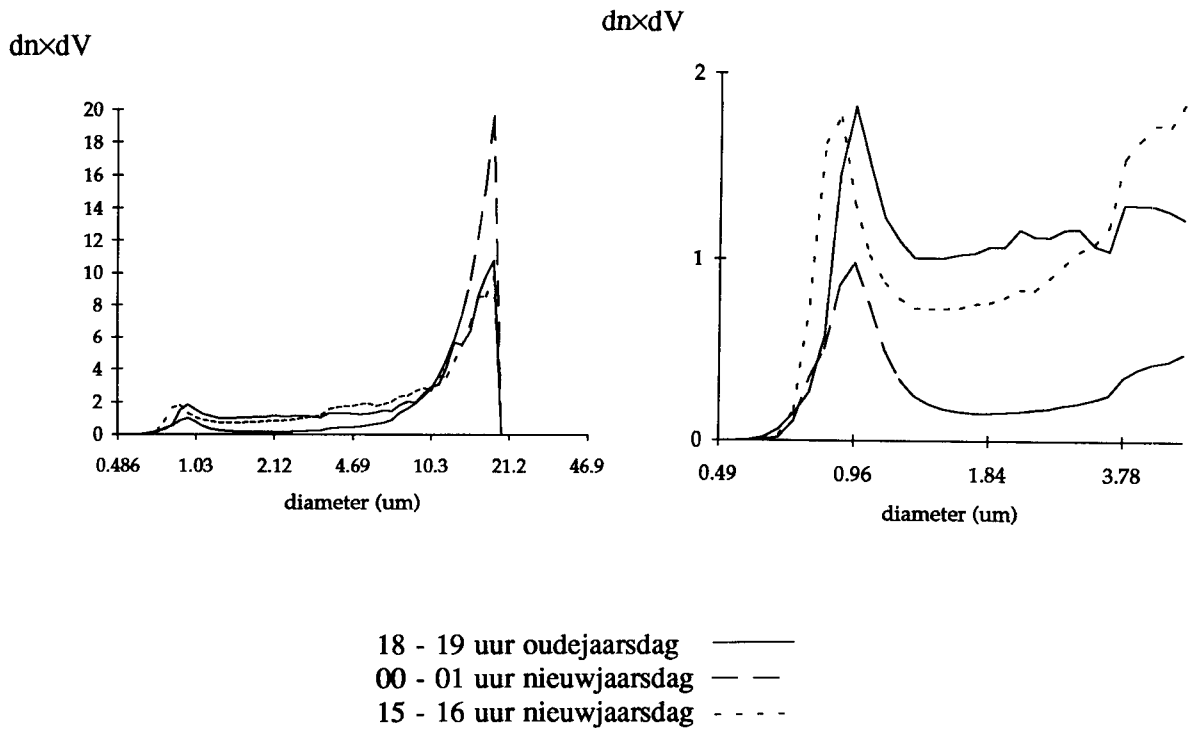 dn×dV
20
18
16
14
12
10
8
6
4
2
0
0.486 1.03 2.12 4.69 10.3 21.2 46.9
diameter (um)
dn×dV
2
1
0
0.49 0.96 1.84 3.78
diameter (um)
18 - 19 uur oudejaarsdag
00 - 01 uur nieuwjaarsdag
15 - 16 uur nieuwjaarsdag